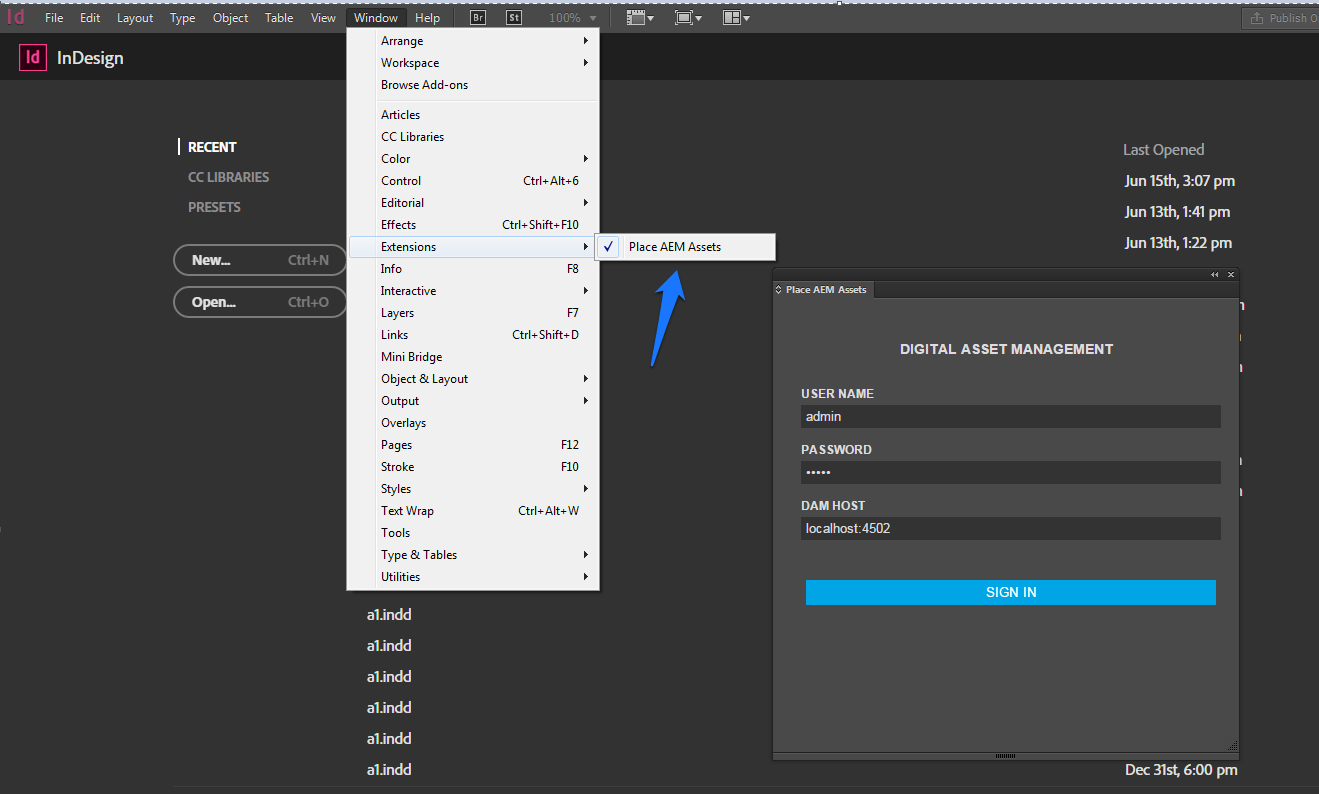 Id File Edit Layout Type Object Table View Window Help Br St 100% Publish O
Id InDesign
RECENT
CC LIBRARIES
PRESETS
New... Ctrl+N
Open... Ctrl+O
Arrange
Workspace
Browse Add-ons
Articles
CC Libraries
Color
Control Ctrl+Alt+6
Editorial
Effects Ctrl+Shift+F10
Extensions
Info F8
Interactive
Layers F7
Links Ctrl+Shift+D
Mini Bridge
Object & Layout
Output
Overlays
Pages F12
Stroke F10
Styles
Text Wrap Ctrl+Alt+W
Tools
Type & Tables
Utilities
Place AEM Assets
Last Opened
Jun 15th, 3:07 pm
Jun 13th, 1:41 pm
Jun 13th, 1:22 pm
Place AEM Assets
DIGITAL ASSET MANAGEMENT
USER NAME
admin
PASSWORD
•••••
DAM HOST
localhost:4502
SIGN IN
a1.indd
a1.indd
a1.indd
a1.indd
a1.indd
a1.indd Dec 31st, 6:00 pm